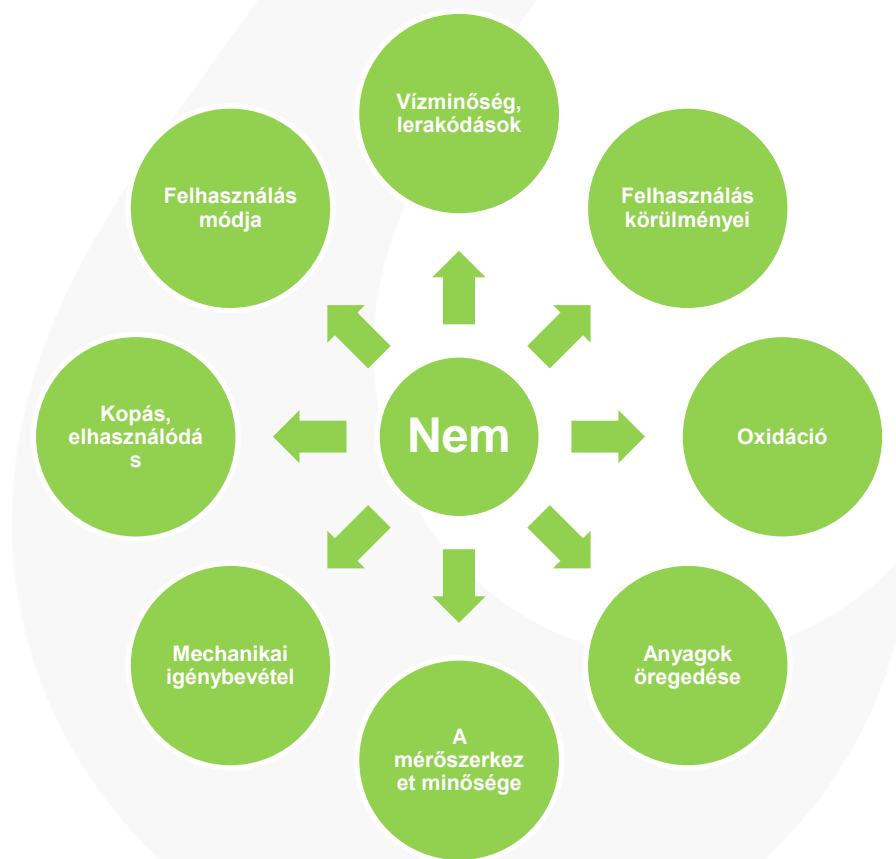 Vízminőség,
lerakódások
Felhasználás
módja
Felhasználás
körülményei
Kopás,
elhasználódá
s
Nem
Oxidáció
Mechanikai
igénybevétel
Anyagok
öregedése
A
mérőszerkez
et minősége